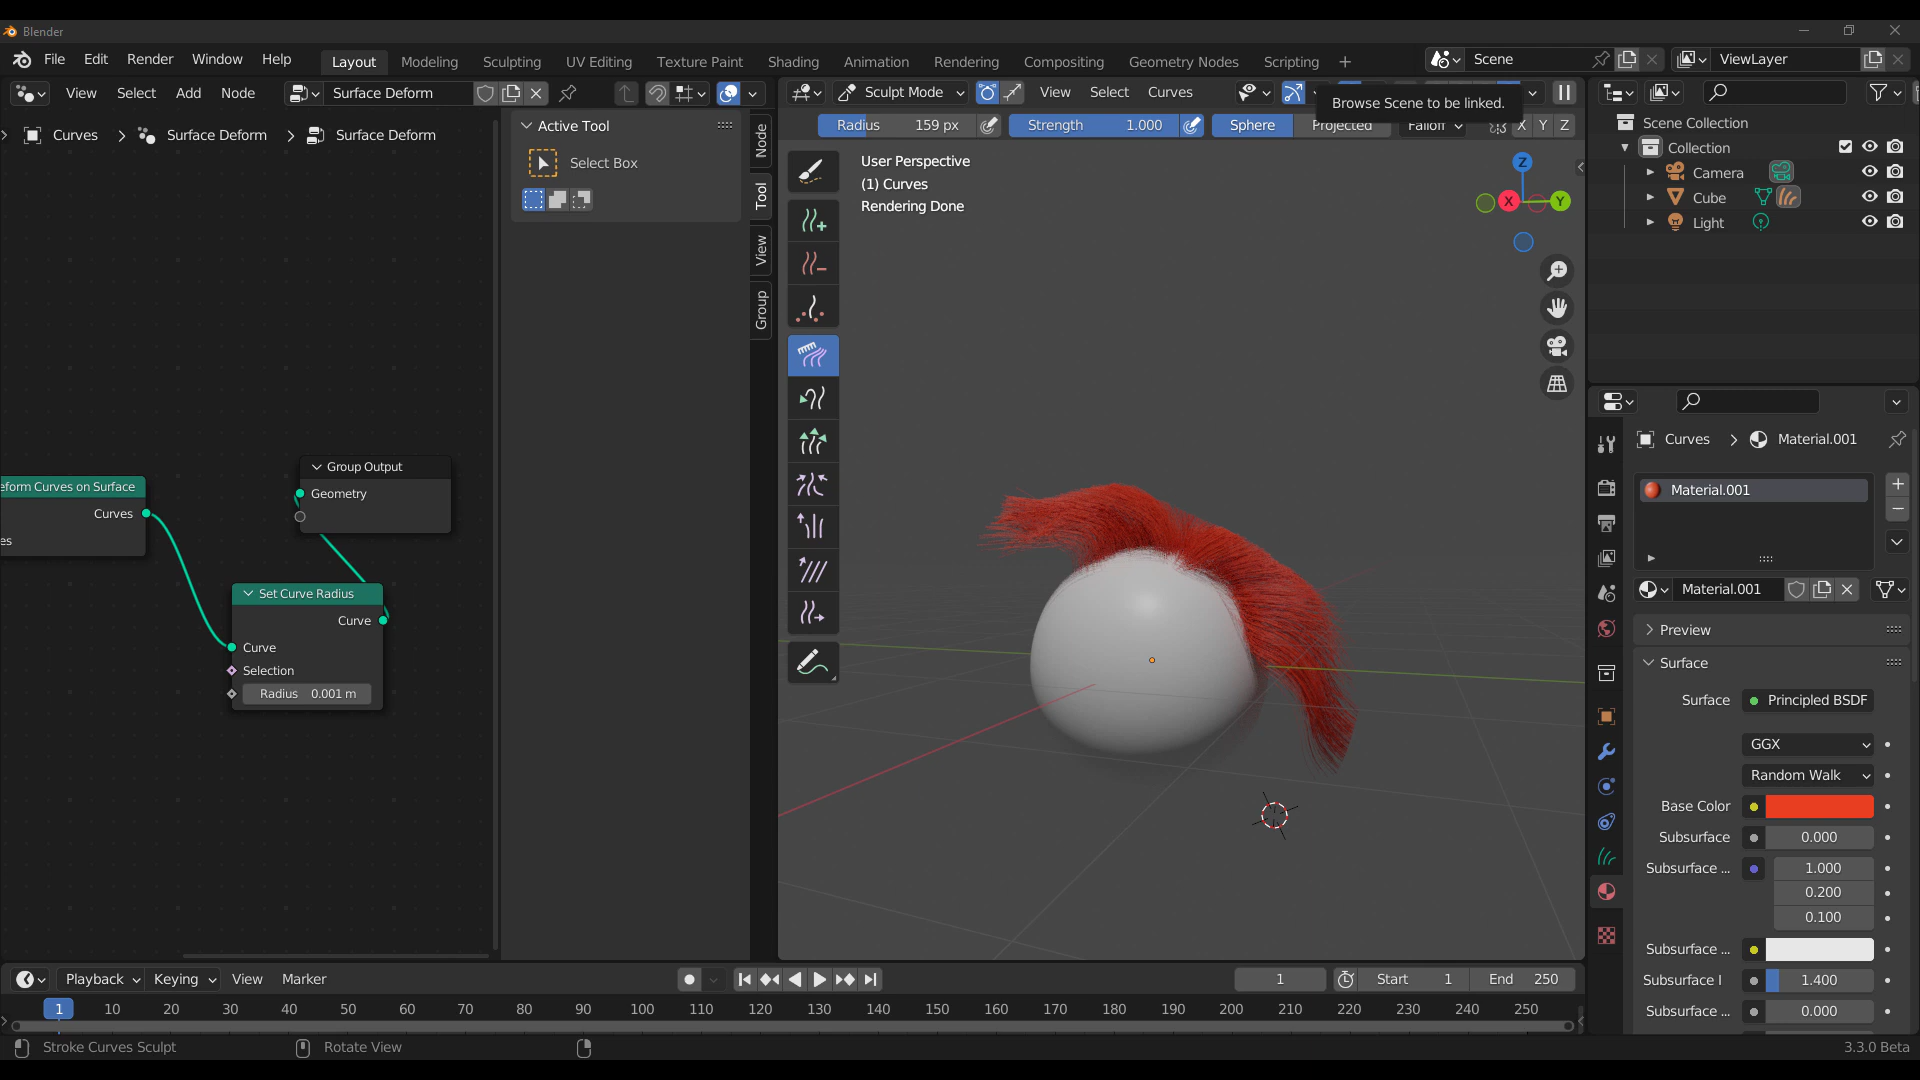 Blender
File Edit Render Window Help
Layout Modeling Sculpting UV Editing Texture Paint Shading Animation Rendering Compositing Geometry Nodes Scripting +
Scene
ViewLayer
View Select Add Node
Surface Deform
Sculpt Mode
View Select Curves
Browse Scene to be linked.
Radius 159 px
Strength 1.000
Sphere Projected Falloff X Y Z
Curves > Surface Deform > Surface Deform
Active Tool
Select Box
Node
Tool
View
Group
User Perspective
(1) Curves
Rendering Done
Z
X
Y
Scene Collection
Collection
Camera
Cube
Light
Group Output
Geometry
eform Curves on Surface
Curves
es
Set Curve Radius
Curve
Curve
Selection
Radius 0.001 m
Curves > Material.001
Material.001
Material.001
Preview
Surface
Surface Principled BSDF
GGX
Random Walk
Base Color
Subsurface 0.000
Subsurface ... 1.000
0.200
0.100
Subsurface ...
Subsurface I 1.400
Subsurface ... 0.000
Playback Keying View Marker
1
Start 1
End 250
1 10 20 30 40 50 60 70 80 90 100 110 120 130 140 150 160 170 180 190 200 210 220 230 240 250
Stroke Curves Sculpt
Rotate View
3.3.0 Beta